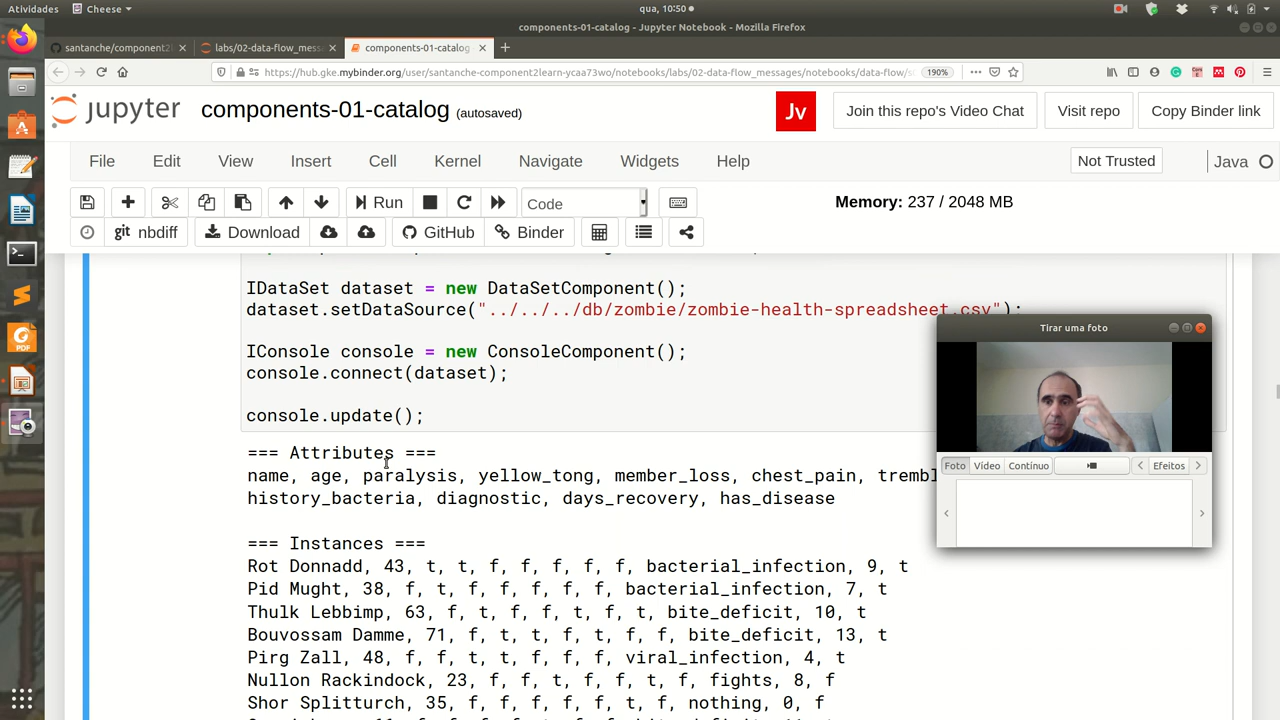 Atividades
Cheese
qua, 10:50
components-01-catalog - Jupyter Notebook - Mozilla Firefox
santanche/component2l
labs/02-data-flow_mess
components-01-catalog
https://hub.gke.mybinder.org/user/santanche-component2learn-ycaa73wo/notebooks/labs/02-data-flow_messages/notebooks/data-flow/
190%
jupyter
components-01-catalog
(autosaved)
Jv
Join this repo's Video Chat
Visit repo
Copy Binder link
File
Edit
View
Insert
Cell
Kernel
Navigate
Widgets
Help
Not Trusted
Java
Run
Code
Memory: 237 / 2048 MB
nbdiff
Download
GitHub
Binder
IDataSet dataset = new DataSetComponent();
dataset.setDataSource("../../../db/zombie/zombie-health-spreadsheet.csv");
IConsole console = new ConsoleComponent();
console.connect(dataset);
console.update();
=== Attributes ===
name, age, paralysis, yellow_tong, member_loss, chest_pain, trembl
history_bacteria, diagnostic, days_recovery, has_disease
=== Instances ===
Rot Donnadd, 43, t, t, f, f, f, f, f, bacterial_infection, 9, t
Pid Mught, 38, f, t, f, f, f, f, f, bacterial_infection, 7, t
Thulk Lebbimp, 63, f, t, f, f, t, f, t, bite_deficit, 10, t
Bouvossam Damme, 71, f, t, t, f, t, f, f, bite_deficit, 13, t
Pirg Zall, 48, f, f, t, t, f, f, f, viral_infection, 4, t
Nullon Rackindock, 23, f, f, t, f, f, t, f, fights, 8, f
Shor Splitturch, 35, f, f, f, f, f, t, f, nothing, 0, f
Tirar uma foto
Foto
Vídeo
Contínuo
Efeitos
PDF